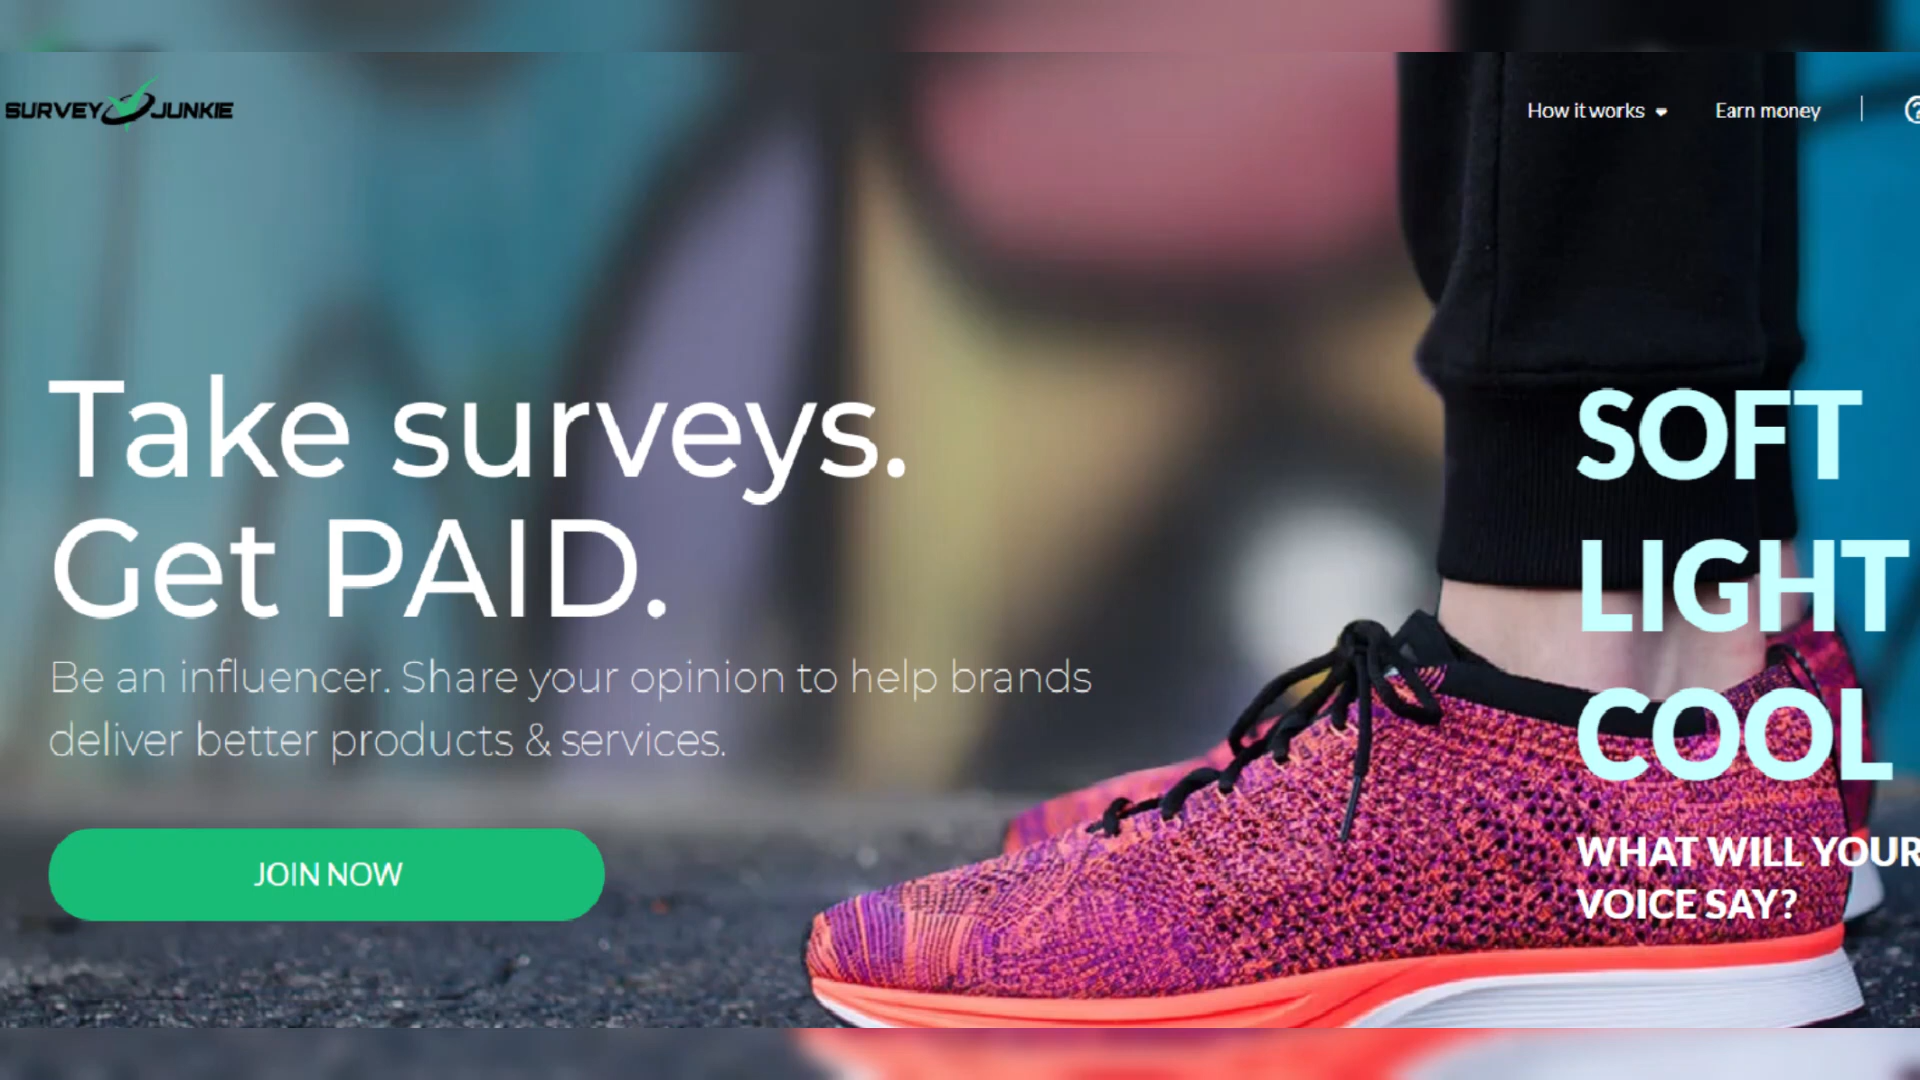 SURVEY JUNKIE
How it works
Earn money
Take surveys.
Get PAID.
Be an influencer. Share your opinion to help brands
deliver better products & services.
JOIN NOW
SOFT
LIGHT
COOL
WHAT WILL YOUR
VOICE SAY?